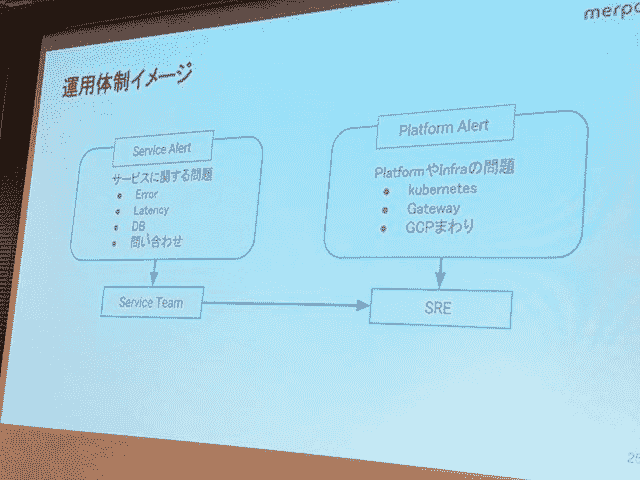 運用体制イメージ
Service Alert
サービスに関する問題
Error
Latency
DB
問い合わせ
Service Team
Platform Alert
PlatformやInfraの問題
kubernetes
Gateway
GCPまわり
SRE